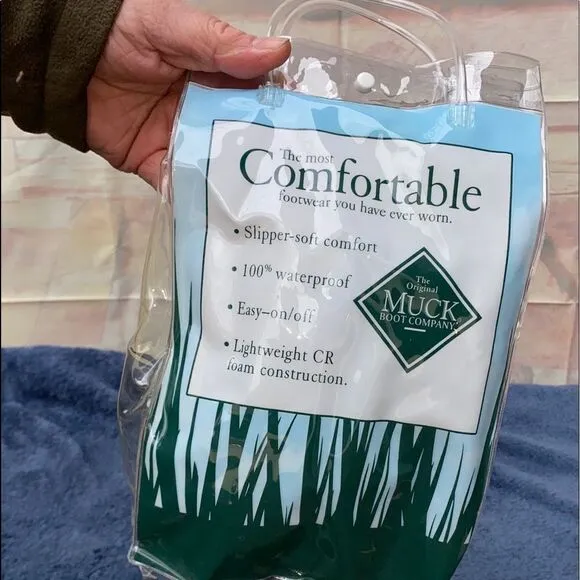 The most
Comfortable
footwear you have ever worn.
• Slipper-soft comfort
• 100% waterproof
• Easy–on/off
• Lightweight CR
foam construction.
The
Original
MUCK
BOOT COMPANY